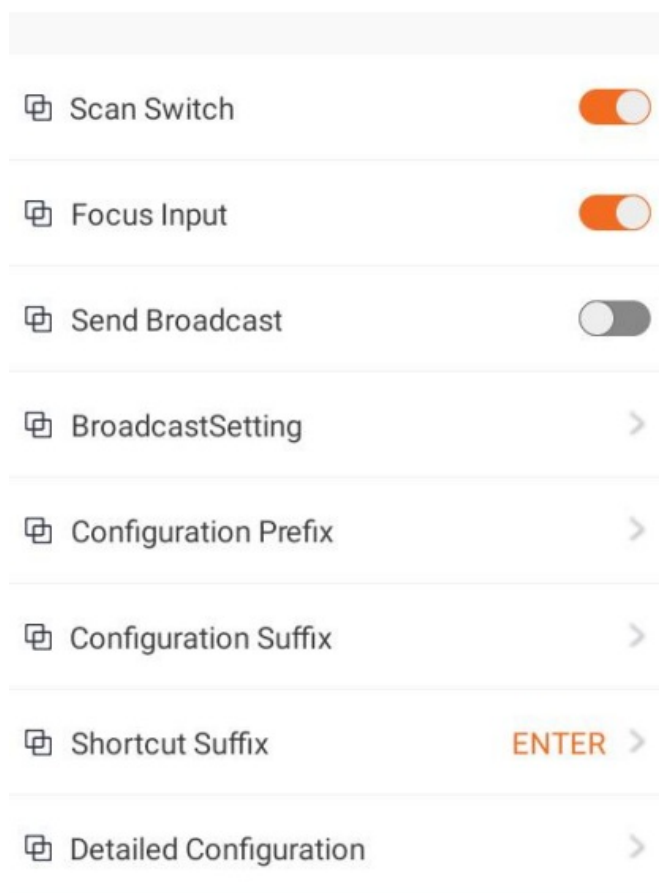 Scan Switch
Focus Input
Send Broadcast
BroadcastSetting
Configuration Prefix
Configuration Suffix
Shortcut Suffix ENTER
Detailed Configuration